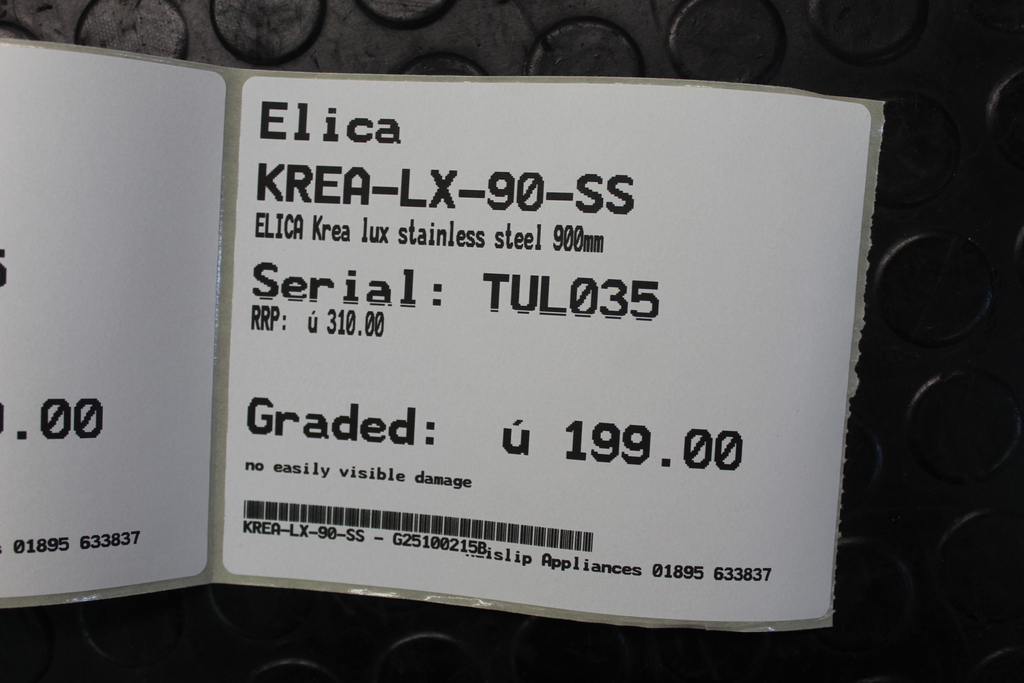 Elica
KREA-LX-90-SS
ELICA Krea lux stainless steel 900mm
Serial: TUL035
RRP: ú 310.00
Graded: ú 199.00
no easily visible damage
KREA-LX-90-SS - G25100215B
Appliances 01895 633837
.00
01895 633837